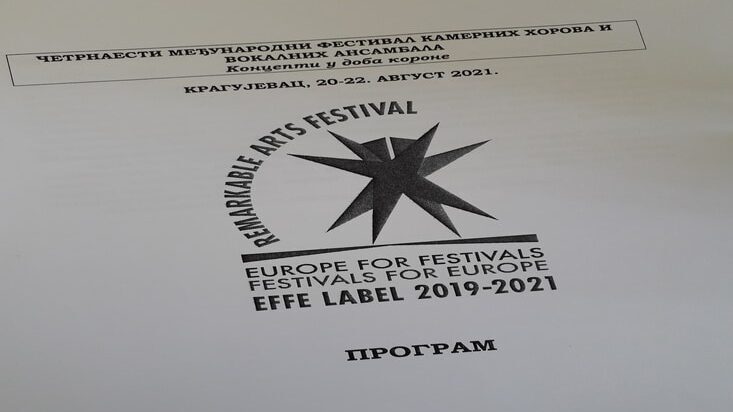 ЧЕТРНАЕСТИ МЕЂУНАРОДНИ ФЕСТИВАЛ КАМЕРНИХ ХОРОВА И
ВОКАЛНИХ АНСАМБАЛА
Концепти у доба короне
КРАГУЈЕВАЦ, 20-22. АВГУСТ 2021.
REMARKABLE ARTS FESTIVAL
EUROPE FOR FESTIVALS
FESTIVALS FOR EUROPE
EFFE LABEL 2019-2021
ПРОГРАМ